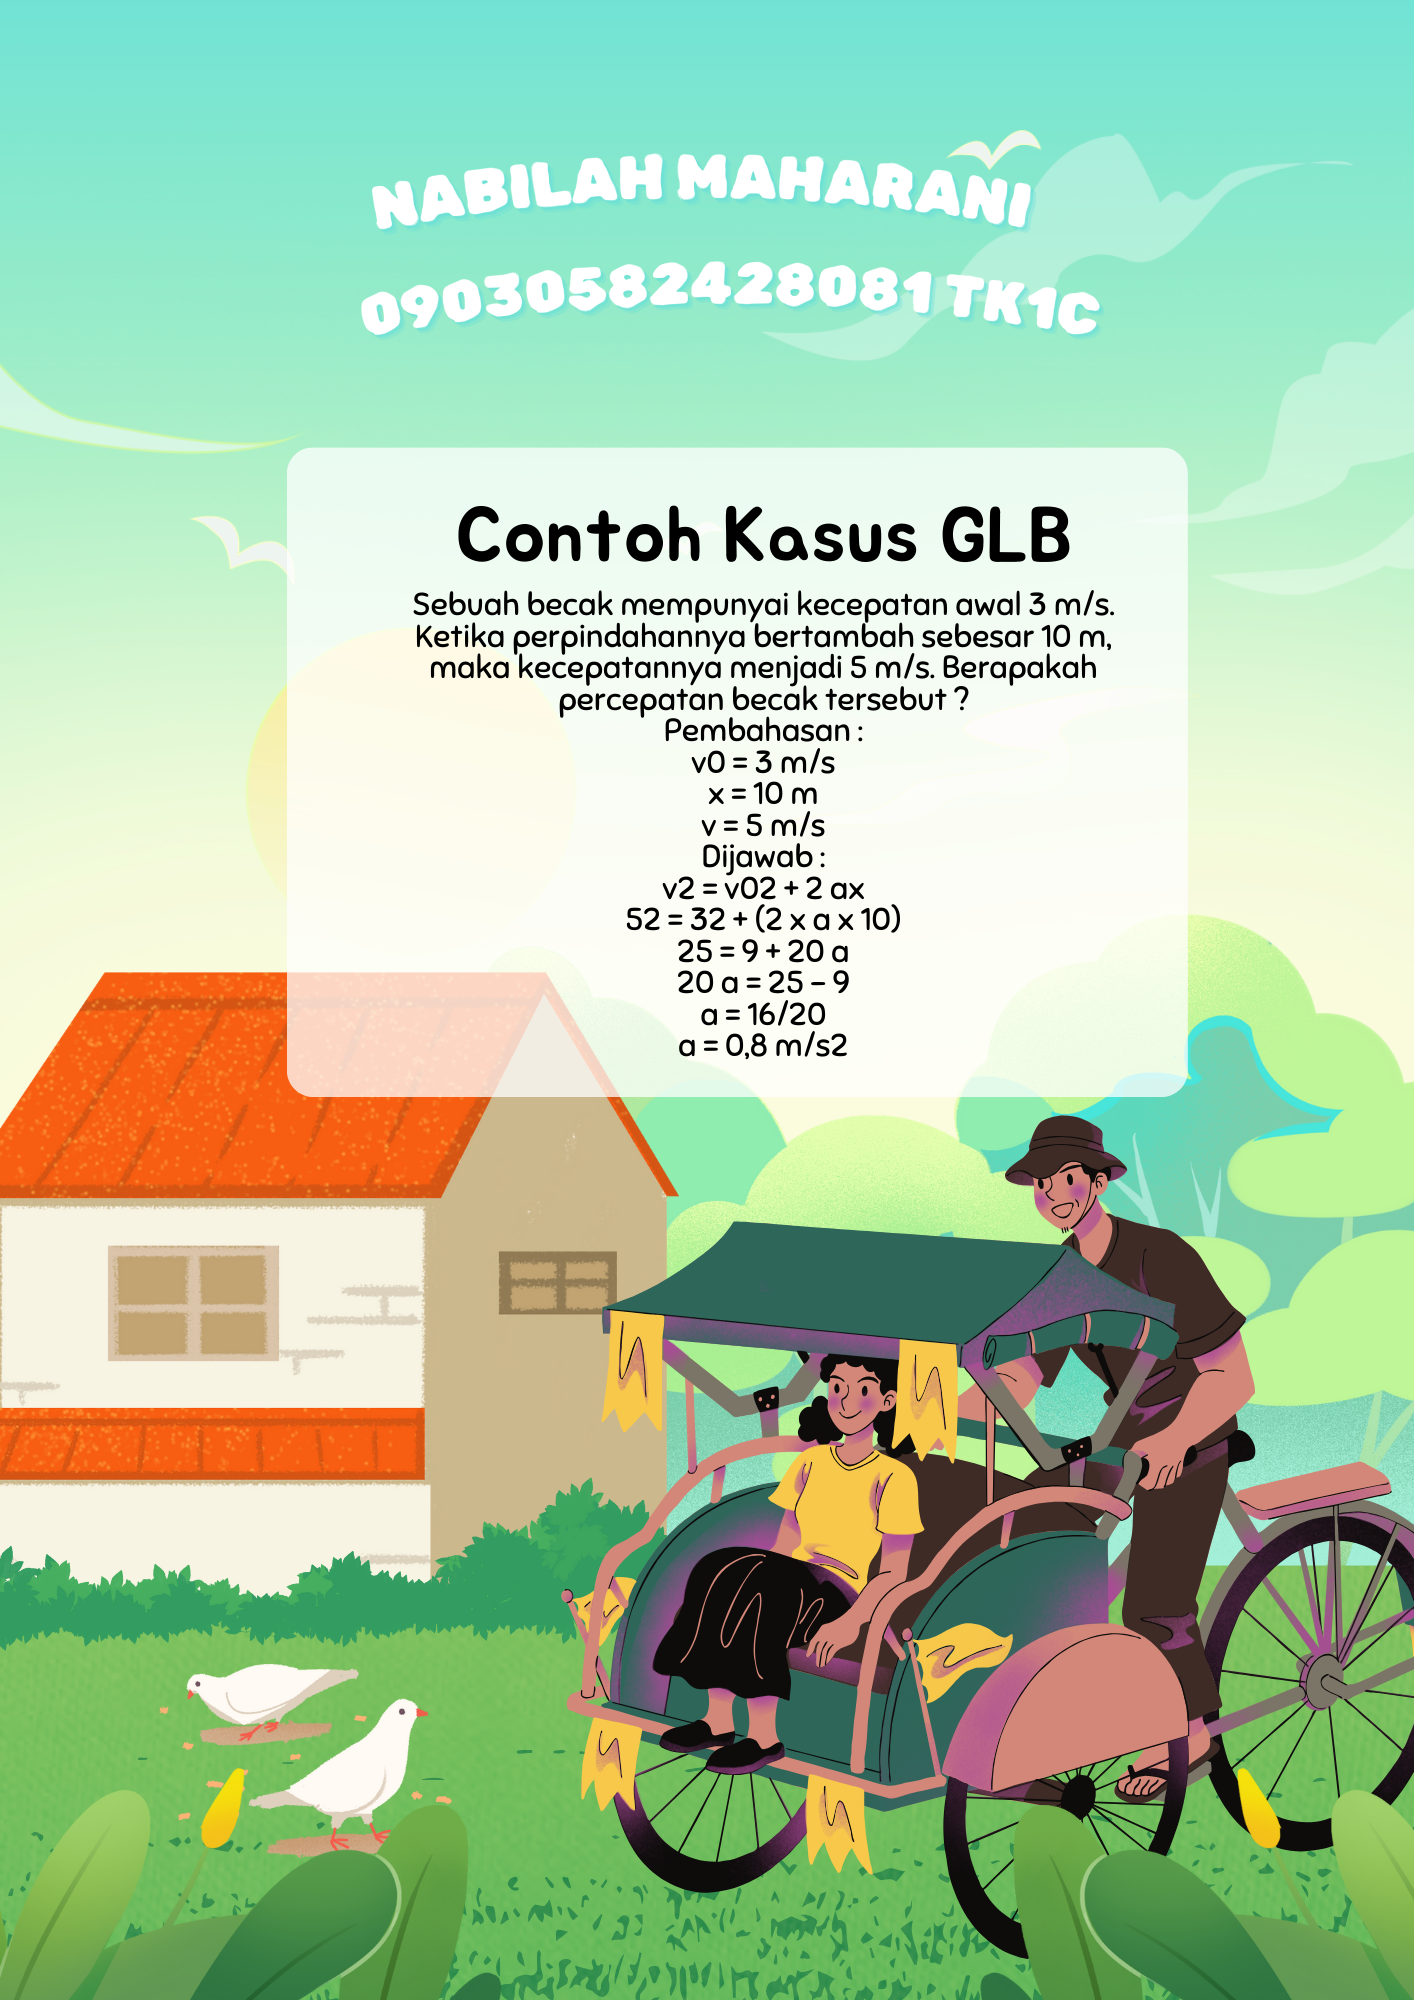 NABILAH MAHARANI
09030582428081 TK1C
Contoh Kasus GLB
Sebuah becak mempunyai kecepatan awal 3 m/s.
Ketika perpindahannya bertambah sebesar 10 m,
maka kecepatannya menjadi 5 m/s. Berapakah
percepatan becak tersebut ?
Pembahasan :
v0 = 3 m/s
x = 10 m
v = 5 m/s
Dijawab :
v2 = v02 + 2 ax
52 = 32 + (2 x a x 10)
25 = 9 + 20 a
20 a = 25 – 9
a = 16/20
a = 0,8 m/s2